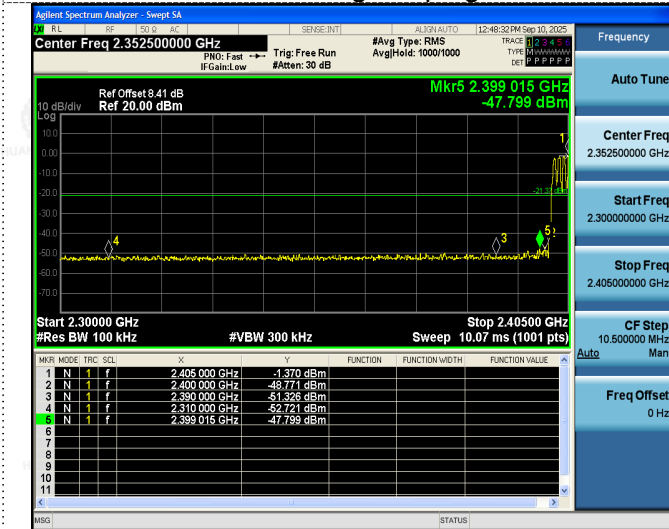 Agilent Spectrum Analyzer - Swept SA
RL RF 50 Ω AC SENSE:INT ALIGN AUTO 12:48:32 PM Sep 10, 2025
Center Freq 2.352500000 GHz
PNO: Fast
IFGain:Low
Trig: Free Run
#Atten: 30 dB
#Avg Type: RMS
Avg|Hold: 1000/1000
TRACE 1 2 3 4 5 6
TYPE M W W W W W
DET P P P P P P
Ref Offset 8.41 dB
Ref 20.00 dBm
10 dB/div
Log
Mkr5 2.399 015 GHz
-47.799 dBm
10.0
0.00
-10.0
-20.0
-30.0
-40.0
-50.0
-60.0
-70.0
1
3
4
5
Start 2.30000 GHz Stop 2.40500 GHz
#Res BW 100 kHz #VBW 300 kHz Sweep 10.07 ms (1001 pts)
MKR MODE TRC SCL X Y FUNCTION FUNCTION WIDTH FUNCTION VALUE
1 N 1 f 2.405 000 GHz -1.370 dBm
2 N 1 f 2.400 000 GHz -48.771 dBm
3 N 1 f 2.390 000 GHz -51.326 dBm
4 N 1 f 2.310 000 GHz -52.721 dBm
5 N 1 f 2.399 015 GHz -47.799 dBm
6
7
8
9
10
11
MSG STATUS
Frequency
Auto Tune
Center Freq
2.352500000 GHz
Start Freq
2.300000000 GHz
Stop Freq
2.405000000 GHz
CF Step
10.500000 MHz
Auto Man
Freq Offset
0 Hz